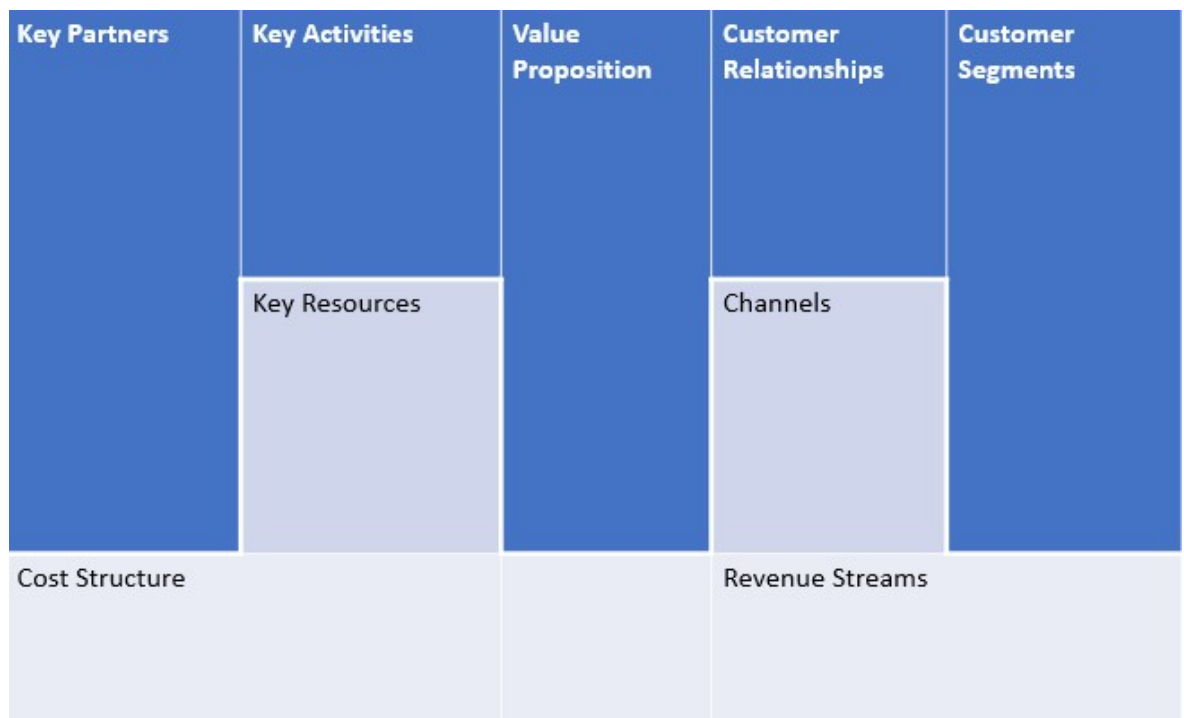 Key Partners
Key Activities
Value
Proposition
Customer
Relationships
Customer
Segments
Key Resources
Channels
Cost Structure
Revenue Streams